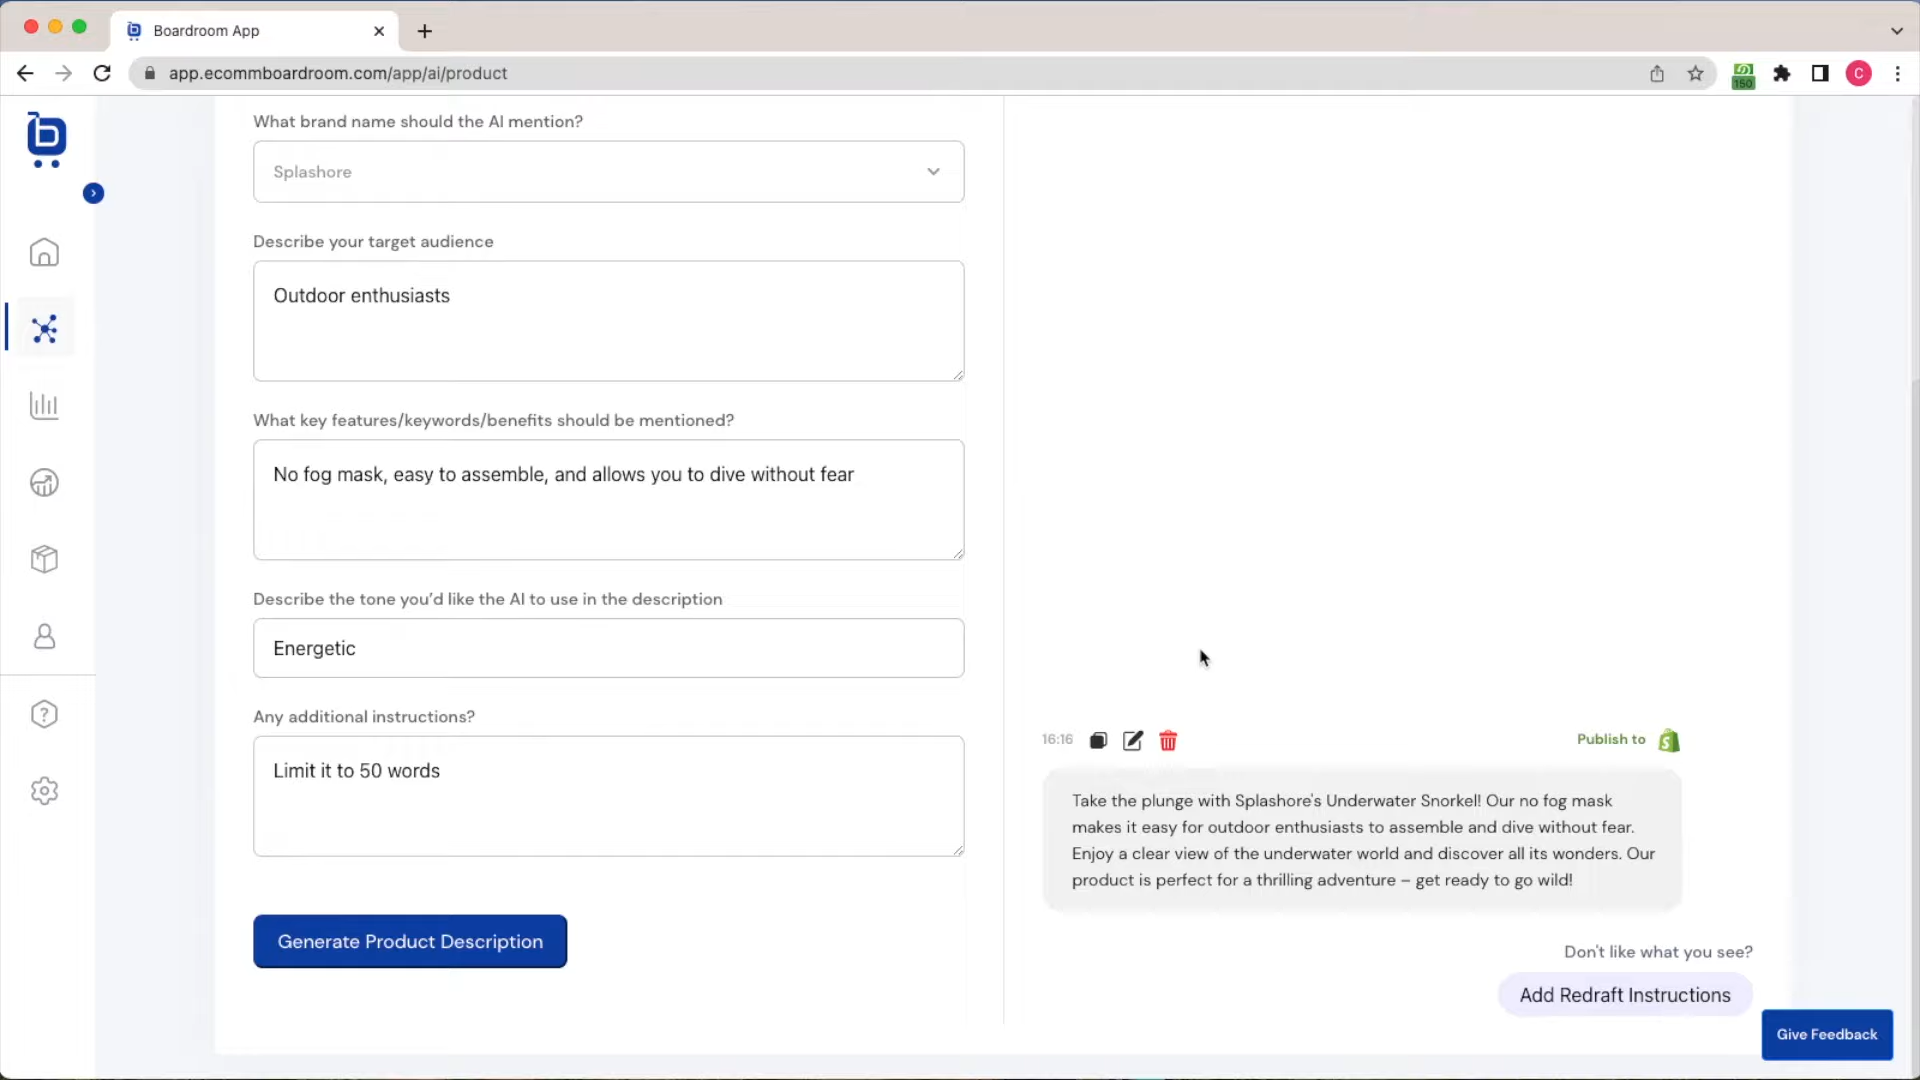 Boardroom App
app.ecommboardroom.com/app/ai/product
150
C
b
What brand name should the AI mention?
Splashore
Describe your target audience
Outdoor enthusiasts
What key features/keywords/benefits should be mentioned?
No fog mask, easy to assemble, and allows you to dive without fear
Describe the tone you’d like the AI to use in the description
Energetic
Any additional instructions?
Limit it to 50 words
Generate Product Description
16:16
Publish to
Take the plunge with Splashore's Underwater Snorkel! Our no fog mask
makes it easy for outdoor enthusiasts to assemble and dive without fear.
Enjoy a clear view of the underwater world and discover all its wonders. Our
product is perfect for a thrilling adventure – get ready to go wild!
Don't like what you see?
Add Redraft Instructions
Give Feedback